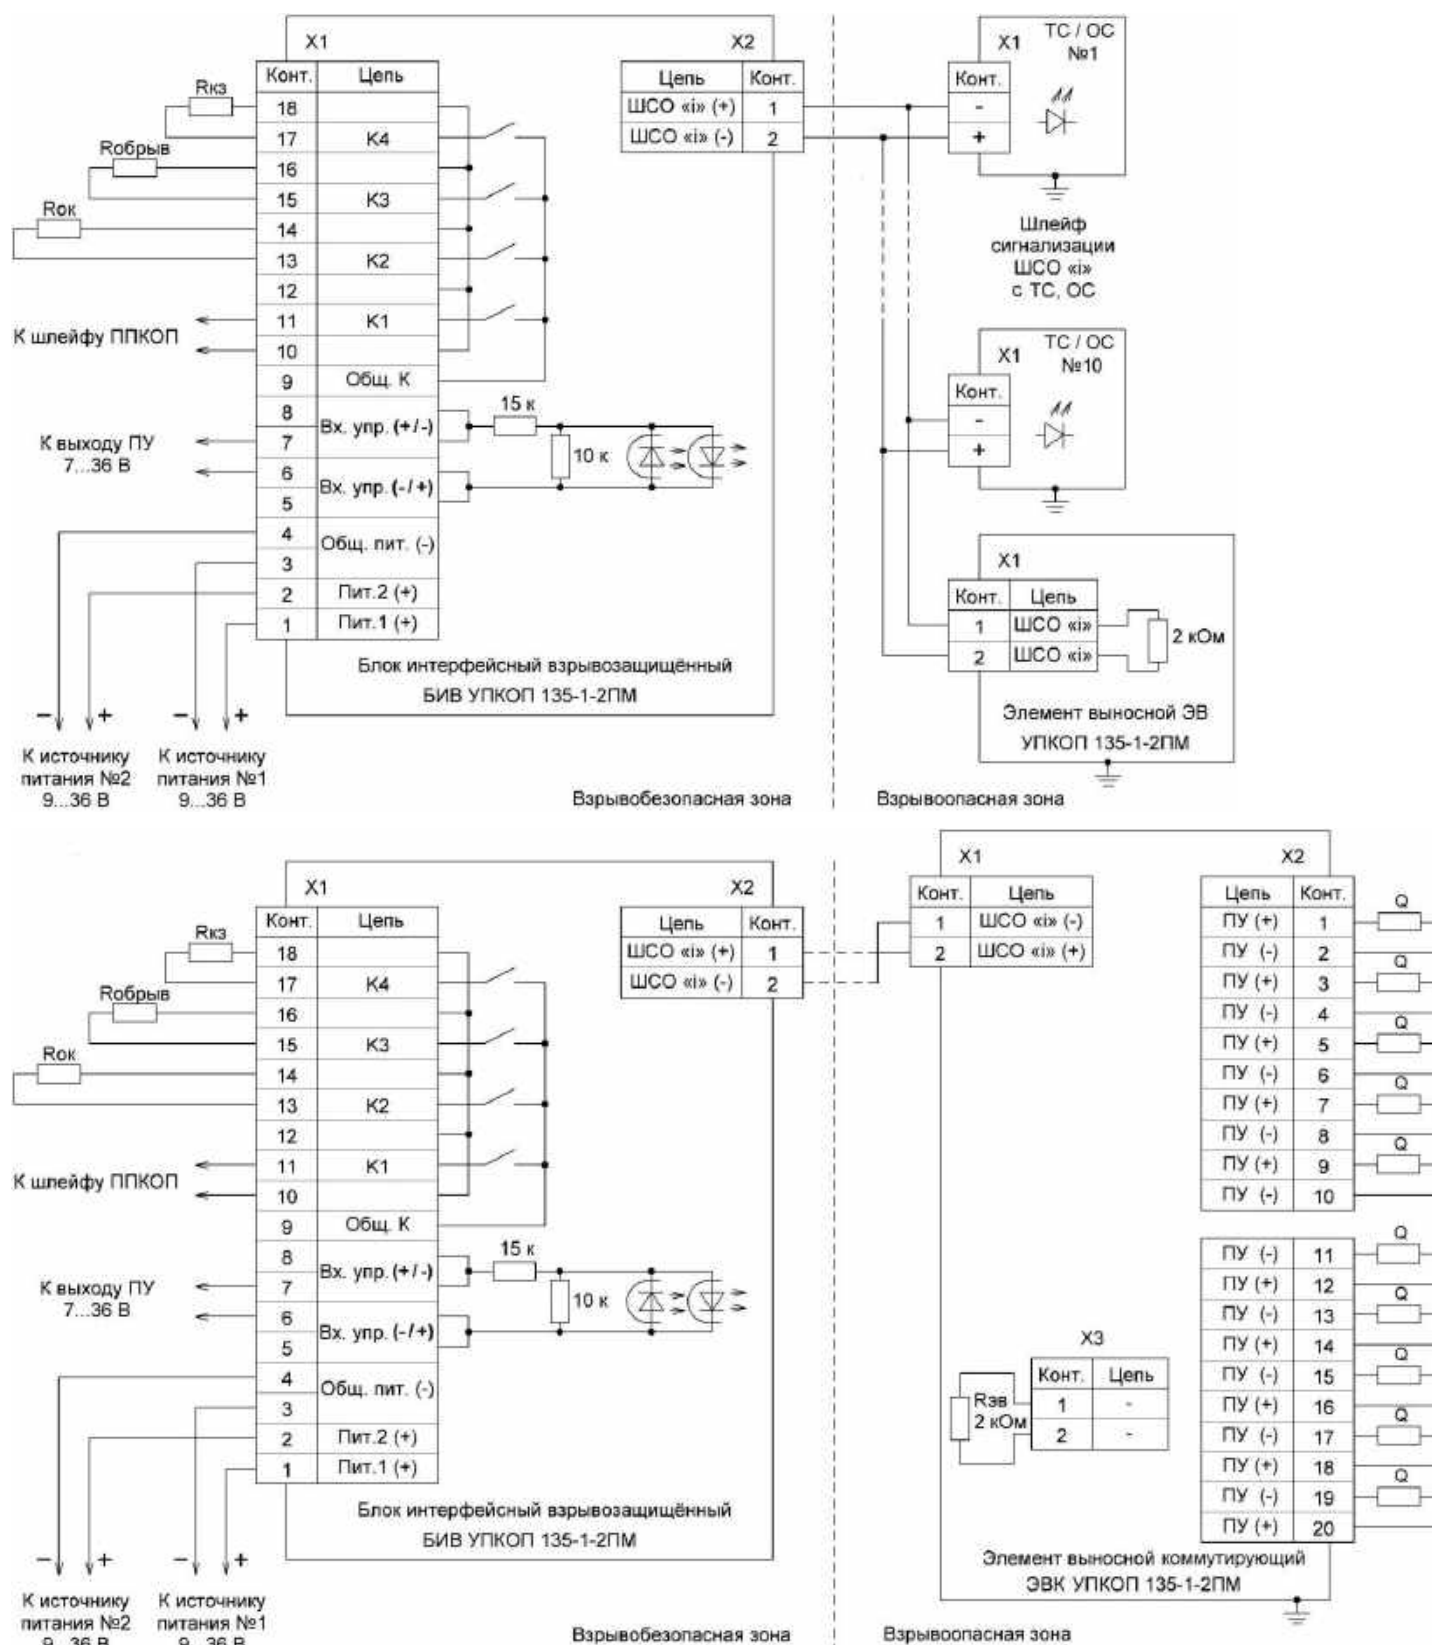 X1
X2
Конт. Цепь
18
17 К4
16
15 К3
14
13 К2
12
11 К1
10
9 Общ. К
8
7
Вх. упр. (+/-)
6
5
Вх. упр. (-/+)
4
3
Общ. пит. (-)
2 Пит.2 (+)
1 Пит.1 (+)
Rкз
Rобрыв
Rок
К шлейфу ППКОП
К выходу ПУ
7...36 В
15 к
10 к
Цепь Конт.
ШСО «i» (+) 1
ШСО «i» (-) 2
Блок интерфейсный взрывозащищённый
БИВ УПКОП 135-1-2ПМ
− + − +
К источнику
питания №2
9...36 В
К источнику
питания №1
9...36 В
Взрывобезопасная зона
X1
ТС / ОС
№1
Конт.
-
+
Шлейф
сигнализации
ШСО «i»
с ТС, ОС
X1
ТС / ОС
№10
Конт.
-
+
X1
Конт. Цепь
1 ШСО «i»
2 ШСО «i»
2 кОм
Элемент выносной ЭВ
УПКОП 135-1-2ПМ
Взрывоопасная зона
X1
X2
Конт. Цепь
18
17 К4
16
15 К3
14
13 К2
12
11 К1
10
9 Общ. К
8
7
Вх. упр. (+/-)
6
5
Вх. упр. (-/+)
4
3
Общ. пит. (-)
2 Пит.2 (+)
1 Пит.1 (+)
Rкз
Rобрыв
Rок
К шлейфу ППКОП
К выходу ПУ
7...36 В
15 к
10 к
Цепь Конт.
ШСО «i» (+) 1
ШСО «i» (-) 2
Блок интерфейсный взрывозащищённый
БИВ УПКОП 135-1-2ПМ
− + − +
К источнику
питания №2
9...36 В
К источнику
питания №1
9...36 В
Взрывобезопасная зона
X1
Конт. Цепь
1 ШСО «i» (-)
2 ШСО «i» (+)
X2
Цепь Конт.
ПУ (+) 1 Q
ПУ (-) 2
ПУ (+) 3 Q
ПУ (-) 4
ПУ (+) 5 Q
ПУ (-) 6
ПУ (+) 7 Q
ПУ (-) 8
ПУ (+) 9 Q
ПУ (-) 10
ПУ (-) 11 Q
ПУ (+) 12
ПУ (-) 13 Q
ПУ (+) 14
ПУ (-) 15 Q
ПУ (+) 16
ПУ (-) 17 Q
ПУ (+) 18
ПУ (-) 19 Q
ПУ (+) 20
X3
Конт. Цепь
1 -
2 -
Rэв
2 кОм
Элемент выносной коммутирующий
ЭВК УПКОП 135-1-2ПМ
Взрывоопасная зона